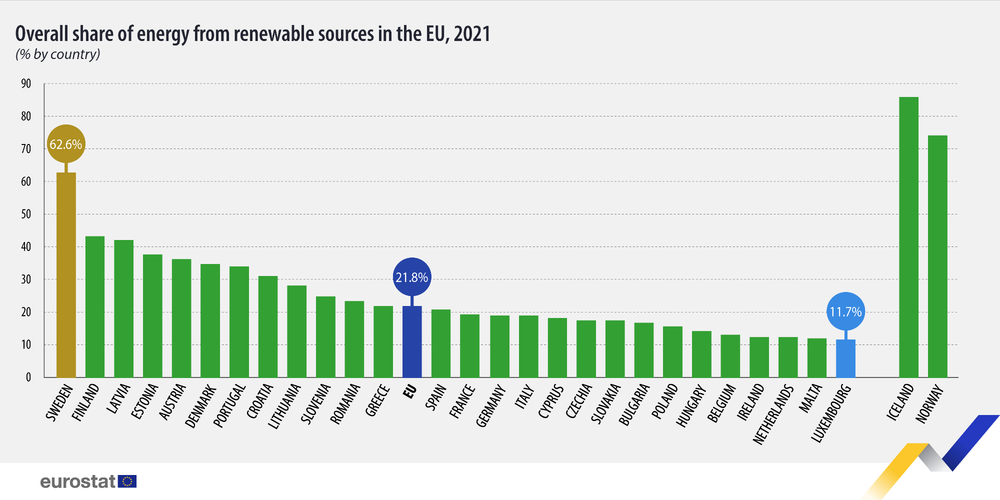 Overall share of energy from renewable sources in the EU, 2021
(% by country)
90
80
70
60
50
40
30
20
10
0
62.6%
21.8%
11.7%
SWEDEN
FINLAND
LATVIA
ESTONIA
AUSTRIA
DENMARK
PORTUGAL
CROATIA
LITHUANIA
SLOVENIA
ROMANIA
GREECE
EU
SPAIN
FRANCE
GERMANY
ITALY
CYPRUS
CZECHIA
SLOVAKIA
BULGARIA
POLAND
HUNGARY
BELGIUM
IRELAND
NETHERLANDS
MALTA
LUXEMBOURG
ICELAND
NORWAY
eurostat